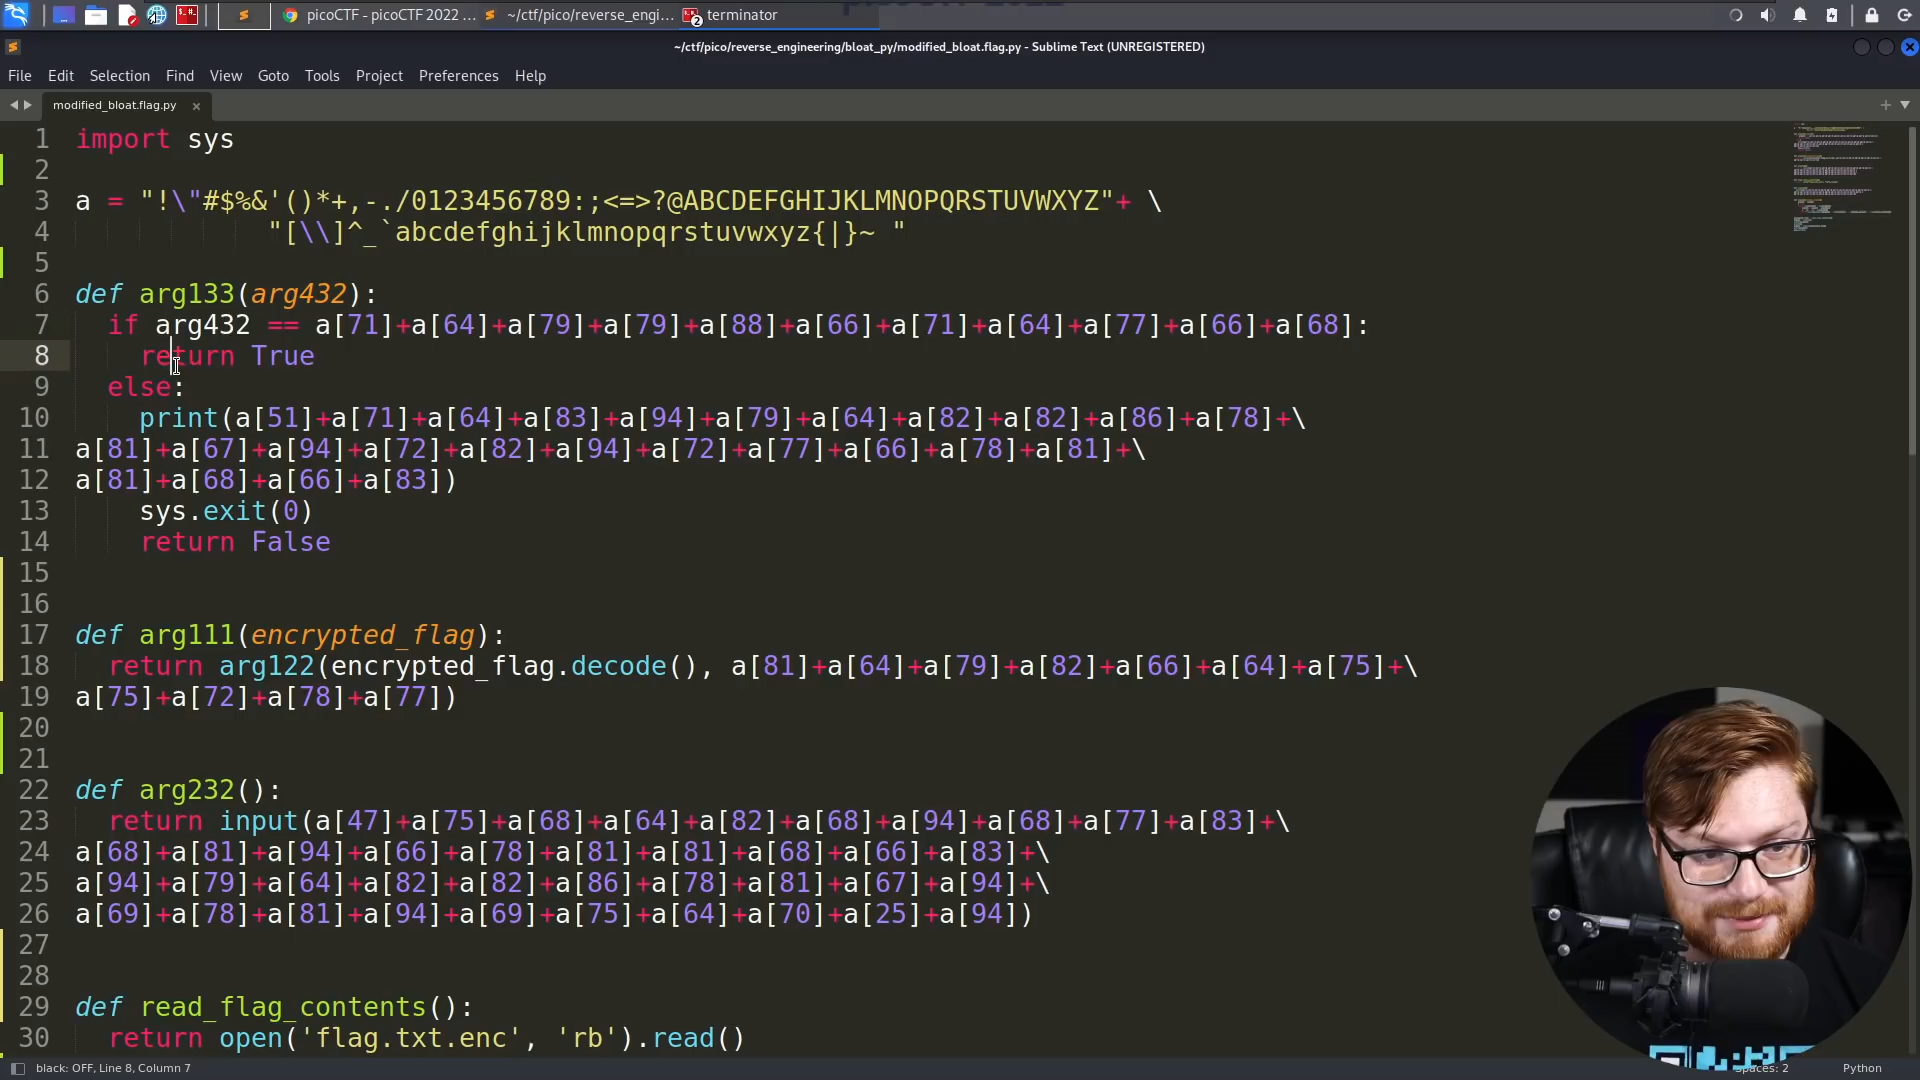 picoCTF - picoCTF 2022 ...
~/ctf/pico/reverse_engi...
2
terminator
~/ctf/pico/reverse_engineering/bloat_py/modified_bloat.flag.py - Sublime Text (UNREGISTERED)
File Edit Selection Find View Goto Tools Project Preferences Help
modified_bloat.flag.py
1 import sys
2
3 a = "!\"#$%&'()*+,-./0123456789:;<=>?@ABCDEFGHIJKLMNOPQRSTUVWXYZ"+ \
4             "[\\]^_`abcdefghijklmnopqrstuvwxyz{|}~ "
5
6 def arg133(arg432):
7   if arg432 == a[71]+a[64]+a[79]+a[79]+a[88]+a[66]+a[71]+a[64]+a[77]+a[66]+a[68]:
8     return True
9   else:
10     print(a[51]+a[71]+a[64]+a[83]+a[94]+a[79]+a[64]+a[82]+a[82]+a[86]+a[78]+\
11 a[81]+a[67]+a[94]+a[72]+a[82]+a[94]+a[72]+a[77]+a[66]+a[78]+a[81]+\
12 a[81]+a[68]+a[66]+a[83])
13     sys.exit(0)
14     return False
15
16
17 def arg111(encrypted_flag):
18   return arg122(encrypted_flag.decode(), a[81]+a[64]+a[79]+a[82]+a[66]+a[64]+a[75]+\
19 a[75]+a[72]+a[78]+a[77])
20
21
22 def arg232():
23   return input(a[47]+a[75]+a[68]+a[64]+a[82]+a[68]+a[94]+a[68]+a[77]+a[83]+\
24 a[68]+a[81]+a[94]+a[66]+a[78]+a[81]+a[81]+a[68]+a[66]+a[83]+\
25 a[94]+a[79]+a[64]+a[82]+a[82]+a[86]+a[78]+a[81]+a[67]+a[94]+\
26 a[69]+a[78]+a[81]+a[94]+a[69]+a[75]+a[64]+a[70]+a[25]+a[94])
27
28
29 def read_flag_contents():
30   return open('flag.txt.enc', 'rb').read()
black: OFF, Line 8, Column 7
Spaces: 2
Python